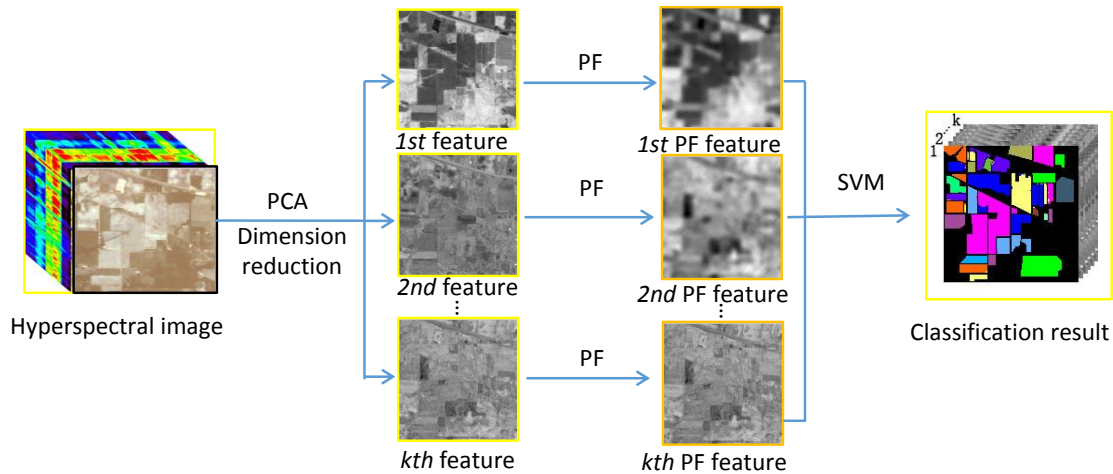 Hyperspectral image
PCA
Dimension
reduction
1st feature
2nd feature
kth feature
PF
PF
PF
1st PF feature
2nd PF feature
kth PF feature
SVM
k
2
1
Classification result